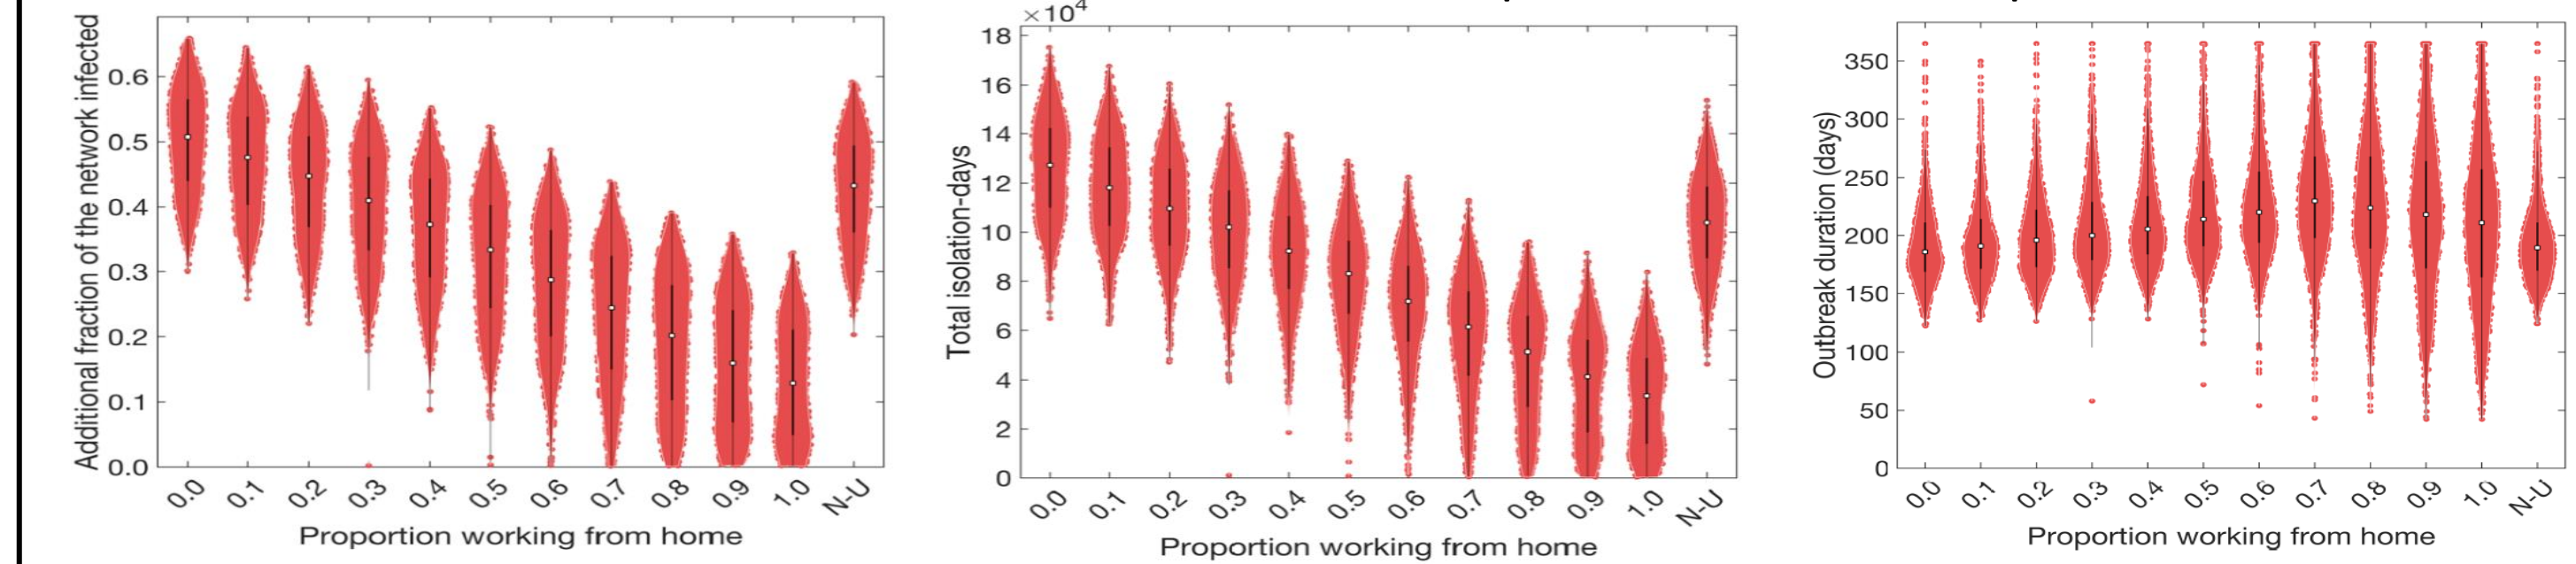 Additional fraction of the network infected
0.6
0.5
0.4
0.3
0.2
0.1
0.0
0.0 0.1 0.2 0.3 0.4 0.5 0.6 0.7 0.8 0.9 1.0 N-U
Proportion working from home
×10⁴
Total isolation-days
18
16
14
12
10
8
6
4
2
0
0.0 0.1 0.2 0.3 0.4 0.5 0.6 0.7 0.8 0.9 1.0 N-U
Proportion working from home
Outbreak duration (days)
350
300
250
200
150
100
50
0
0.0 0.1 0.2 0.3 0.4 0.5 0.6 0.7 0.8 0.9 1.0 N-U
Proportion working from home